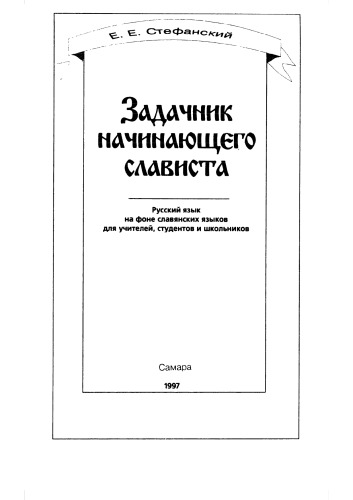 Е. Е. Стефанский
Задачник
начинающего
слависта
Русский язык
на фоне славянских языков
для учителей, студентов и школьников
Самара
1997